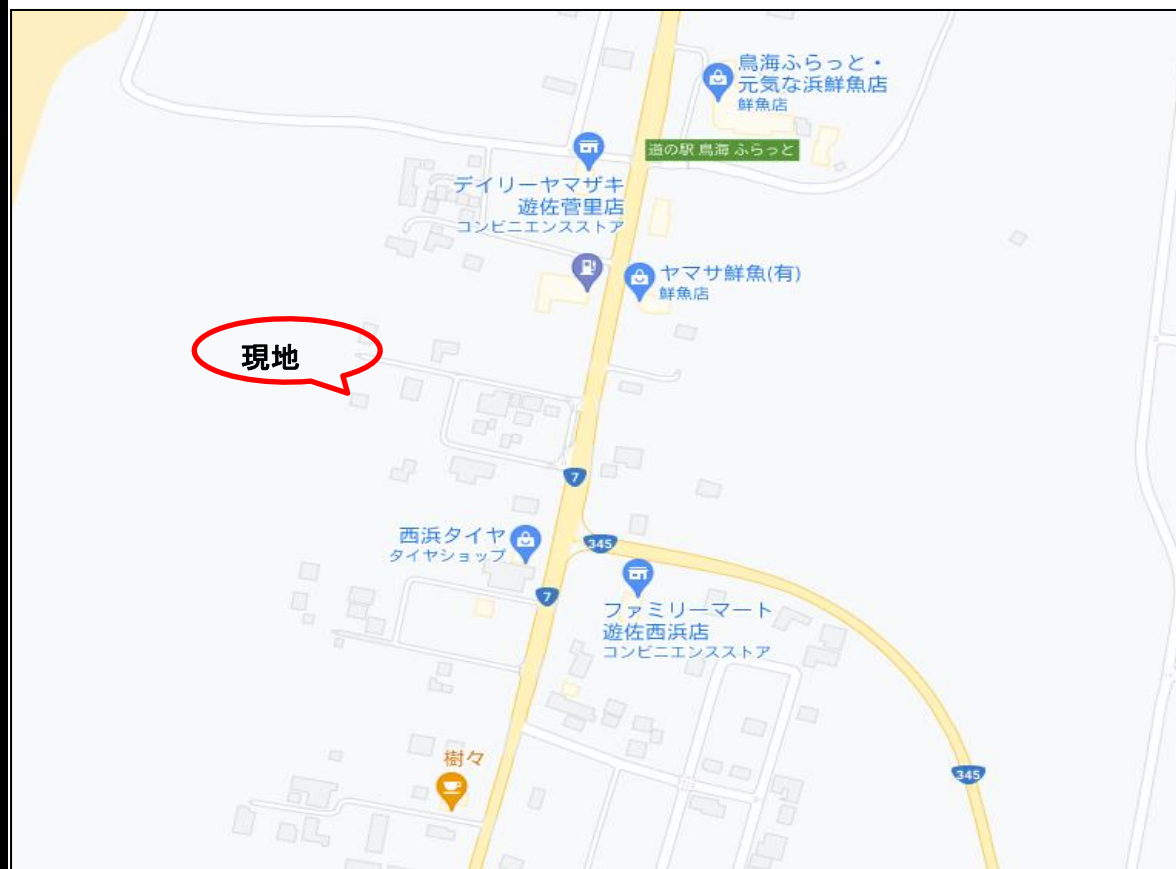 鳥海ふらっと・
元気な浜鮮魚店
鮮魚店
道の駅 鳥海 ふらっと
デイリーヤマザキ
遊佐菅里店
コンビニエンスストア
ヤマサ鮮魚(有)
鮮魚店
現地
7
西浜タイヤ
タイヤショップ
345
7
ファミリーマート
遊佐西浜店
コンビニエンスストア
樹々
345